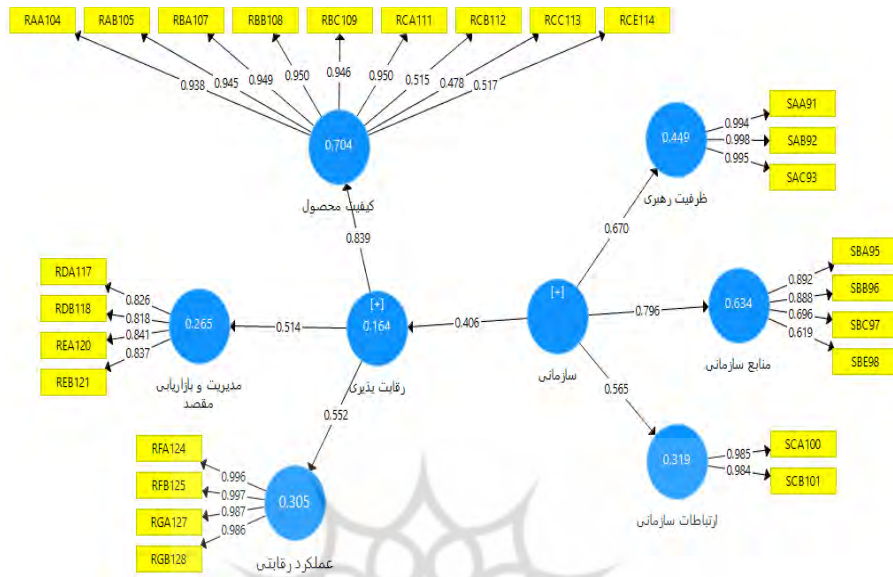 RAA104
RAB105
RBA107
RBB108
RBC109
RCA111
RCB112
RCC113
RCE114
0.938
0.945
0.949
0.950
0.946
0.950
0.515
0.478
0.517
0.704
کیفیت محصول
0.839
SAA91
SAB92
SAC93
0.994
0.998
0.995
0.449
ظرفیت رهبری
0.670
RDA117
RDB118
REA120
REB121
0.826
0.818
0.841
0.837
0.265
مدیریت و بازاریابی
مقصد
0.514
[+]
0.164
رقابت پذیری
0.406
[+]
سازمانی
0.796
0.634
منابع سازمانی
0.892
0.888
0.696
0.619
SBA95
SBB96
SBC97
SBE98
0.552
0.565
RFA124
RFB125
RGA127
RGB128
0.996
0.997
0.987
0.986
0.305
عملکرد رقابتی
0.319
ارتباطات سازمانی
0.985
0.984
SCA100
SCB101